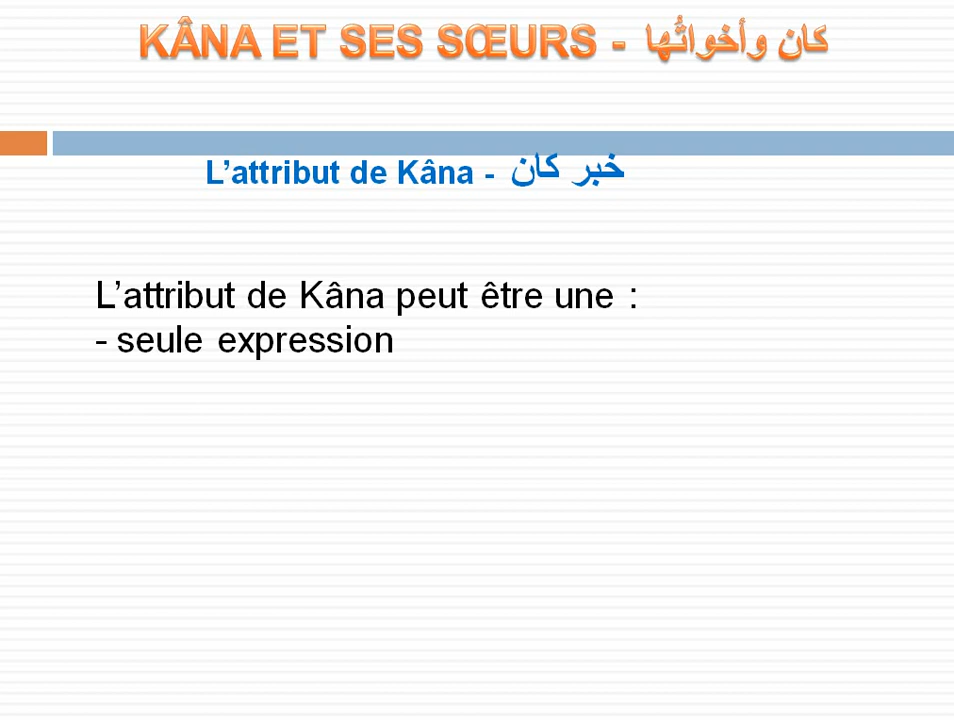 KÂNA ET SES SŒURS - كان وأخواتُها
L’attribut de Kâna - خبر كان
L’attribut de Kâna peut être une :
- seule expression